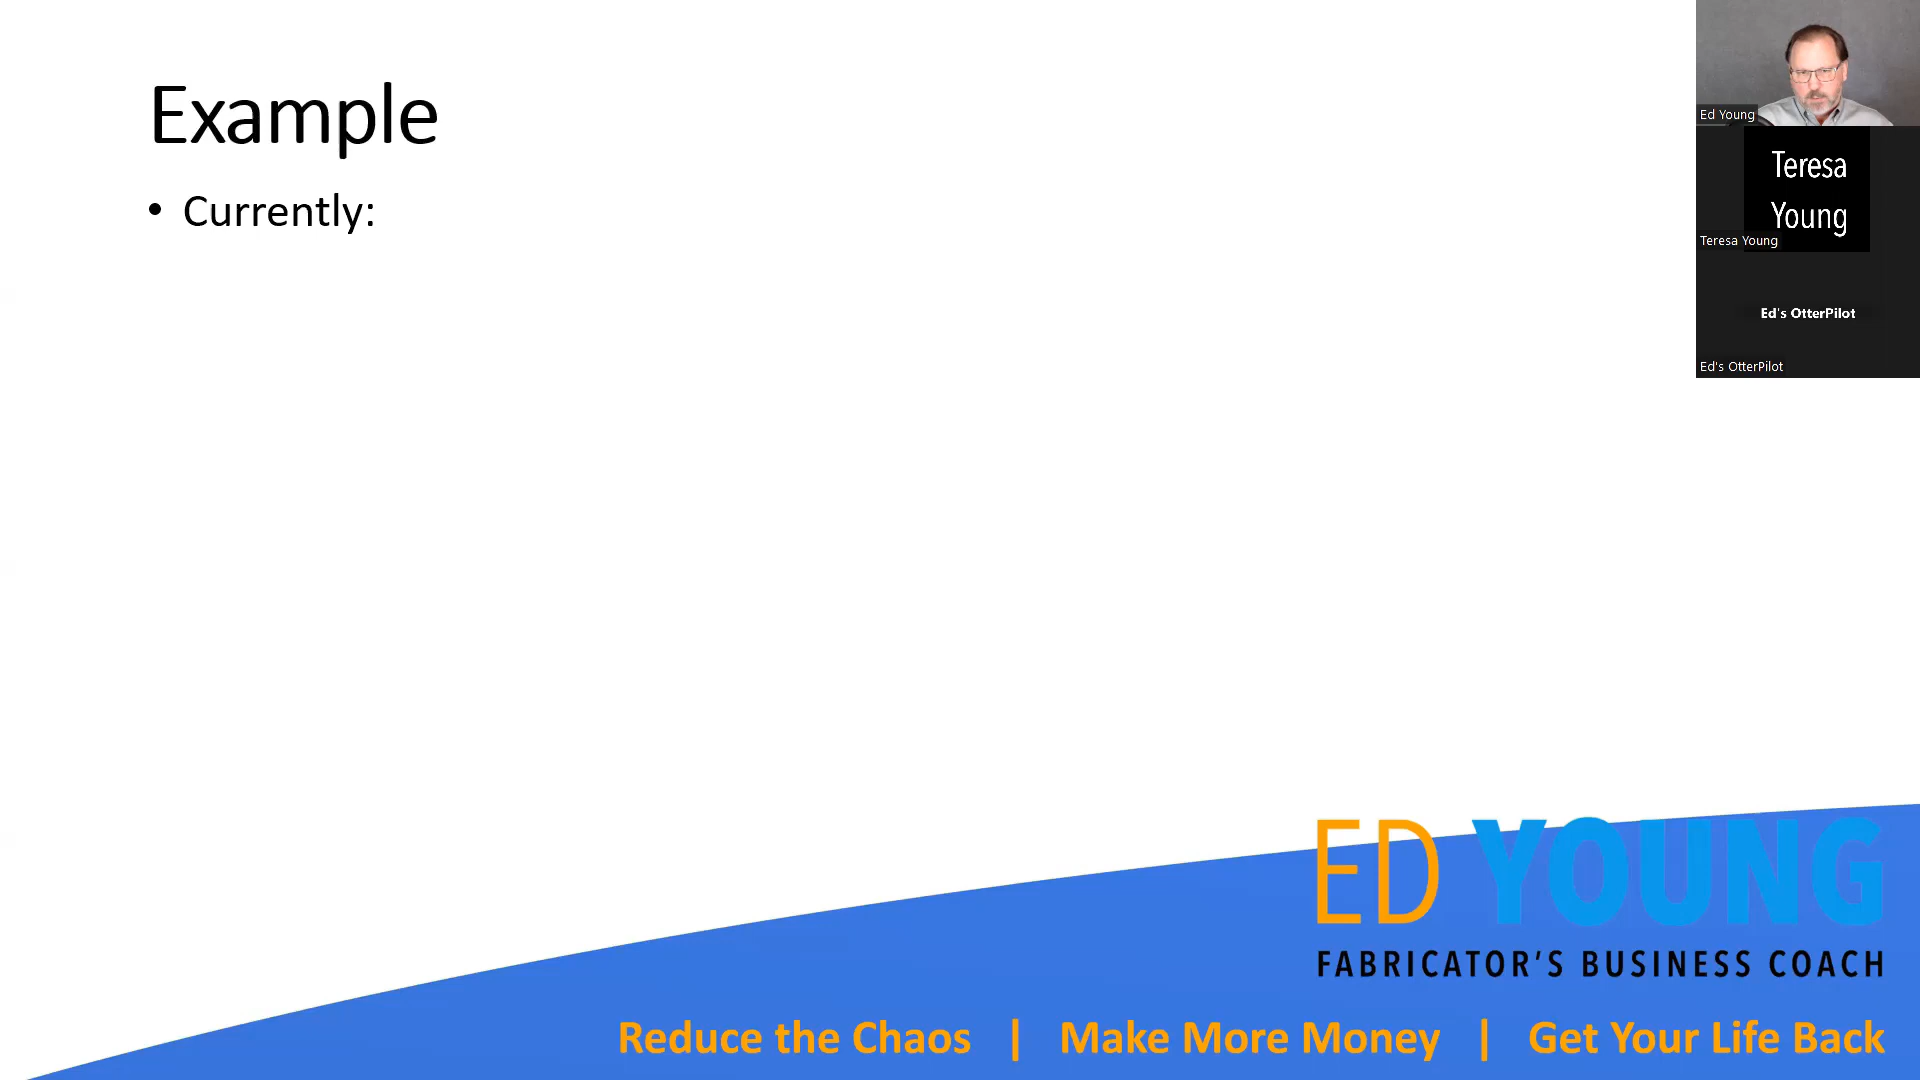 Example
• Currently:
Ed Young
Teresa
Young
Teresa Young
Ed's OtterPilot
Ed's OtterPilot
ED YOUNG
FABRICATOR'S BUSINESS COACH
Reduce the Chaos | Make More Money | Get Your Life Back